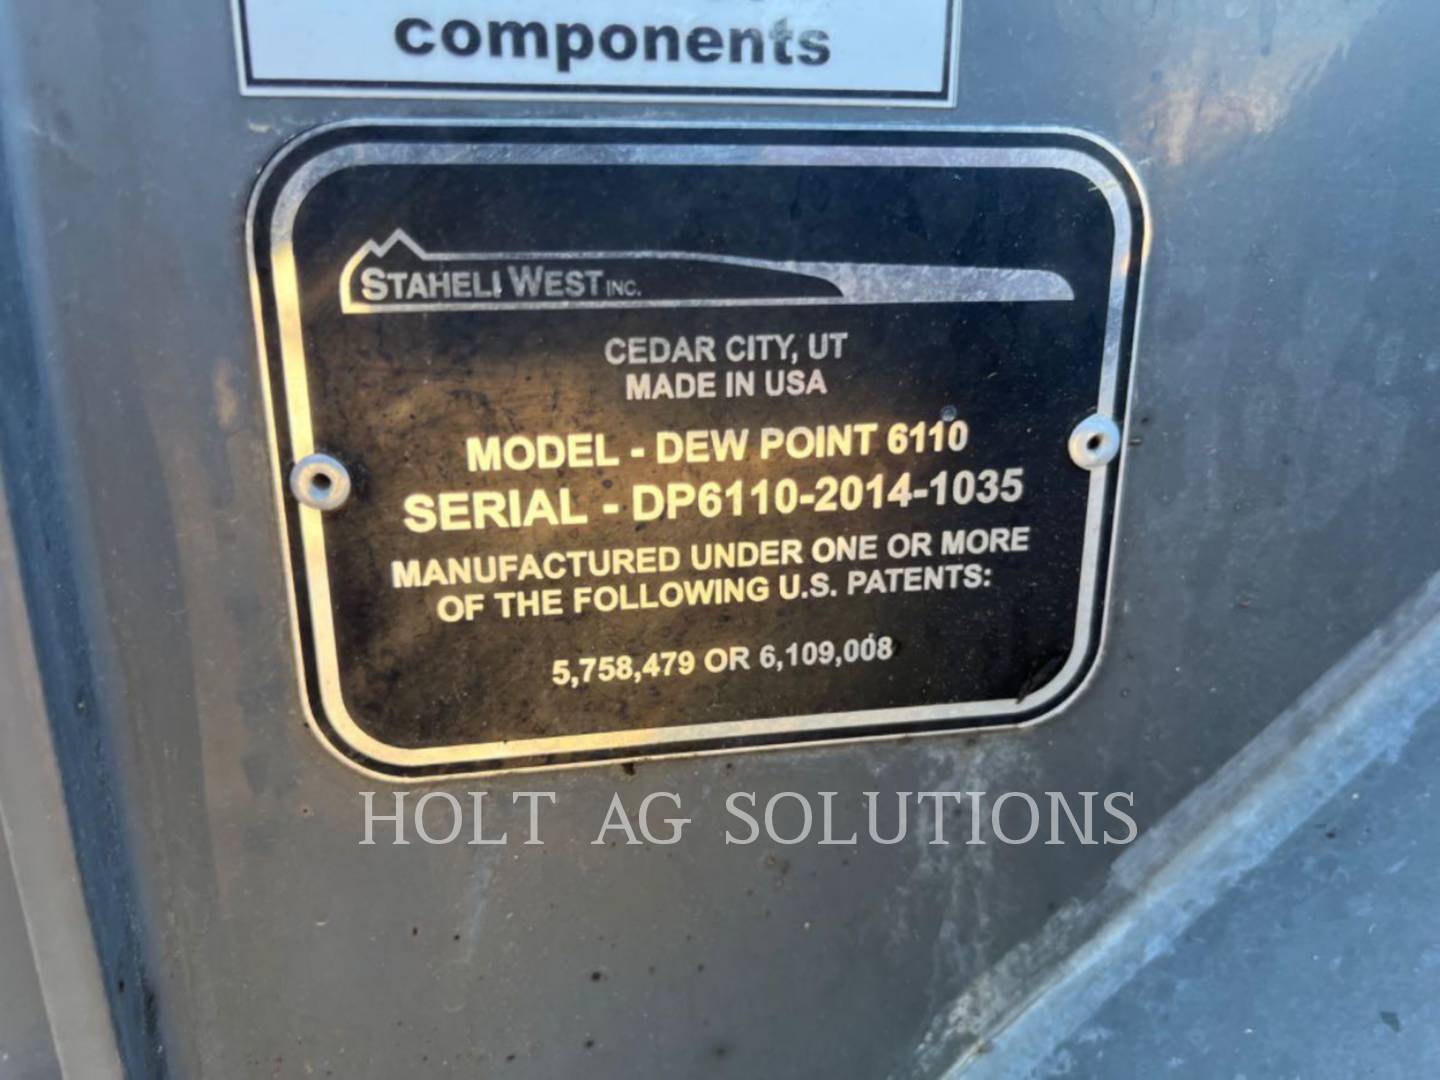 components
STAHELI WEST INC.
CEDAR CITY, UT
MADE IN USA
MODEL - DEW POINT 6110
SERIAL - DP6110-2014-1035
MANUFACTURED UNDER ONE OR MORE
OF THE FOLLOWING U.S. PATENTS:
5,758,479 OR 6,109,008
HOLT AG SOLUTIONS